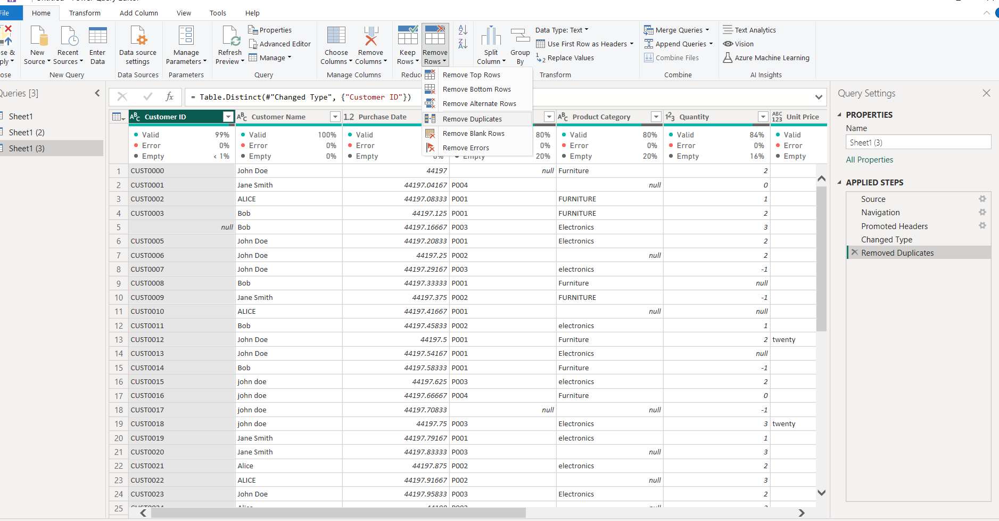 File Home Transform Add Column View Tools Help
New Source
Recent Sources
Enter Data
New Query
Data source settings
Data Sources
Manage Parameters
Parameters
Refresh Preview
Properties
Advanced Editor
Manage
Query
Choose Columns
Remove Columns
Manage Columns
Keep Rows
Remove Rows
Split Column
Group By
Data Type: Text
Use First Row as Headers
Replace Values
Transform
Merge Queries
Append Queries
Combine Files
Combine
Text Analytics
Vision
Azure Machine Learning
AI Insights
Remove Top Rows
Remove Bottom Rows
Remove Alternate Rows
Remove Duplicates
Remove Blank Rows
Remove Errors
Queries [3]
Sheet1
Sheet1 (2)
Sheet1 (3)
fx = Table.Distinct(#"Changed Type", {"Customer ID"})
ABC Customer ID ABC Customer Name 1.2 Purchase Date ABC Product Category 123 Quantity ABC 123 Unit Price
Valid 99% Valid 100% Valid 80% Valid 80% Valid 84% Valid
Error 0% Error 0% Error 0% Error 0% Error 0% Error
Empty < 1% Empty 0% Empty 0% Empty 20% Empty 20% Empty 16% Empty
1 CUST0000 John Doe 44197 null Furniture 2
2 CUST0001 Jane Smith 44197.04167 P004 null 0
3 CUST0002 ALICE 44197.08333 P001 FURNITURE 1
4 CUST0003 Bob 44197.125 P001 FURNITURE 2
5 null Bob 44197.16667 P003 Electronics 3
6 CUST0005 John Doe 44197.20833 P001 Electronics 2
7 CUST0006 John Doe 44197.25 P002 null 2
8 CUST0007 John Doe 44197.29167 P003 electronics -1
9 CUST0008 Bob 44197.33333 P001 Furniture null
10 CUST0009 Jane Smith 44197.375 P002 FURNITURE -1
11 CUST0010 ALICE 44197.41667 P001 null null
12 CUST0011 Bob 44197.45833 P002 electronics 1
13 CUST0012 John Doe 44197.5 P001 Furniture 2 twenty
14 CUST0013 John Doe 44197.54167 P001 Electronics null
15 CUST0014 Bob 44197.58333 P001 Furniture -1
16 CUST0015 john doe 44197.625 P003 electronics 2
17 CUST0016 john doe 44197.66667 P004 Furniture 0
18 CUST0017 john doe 44197.70833 null null -1
19 CUST0018 john doe 44197.75 P003 Electronics 3 twenty
20 CUST0019 Jane Smith 44197.79167 P001 electronics 1
21 CUST0020 Jane Smith 44197.83333 P003 null 3
22 CUST0021 Alice 44197.875 P002 electronics 2
23 CUST0022 ALICE 44197.91667 P002 null 3
24 CUST0023 John Doe 44197.95833 P003 Electronics 2
25
Query Settings
PROPERTIES
Name
Sheet1 (3)
All Properties
APPLIED STEPS
Source
Navigation
Promoted Headers
Changed Type
Removed Duplicates